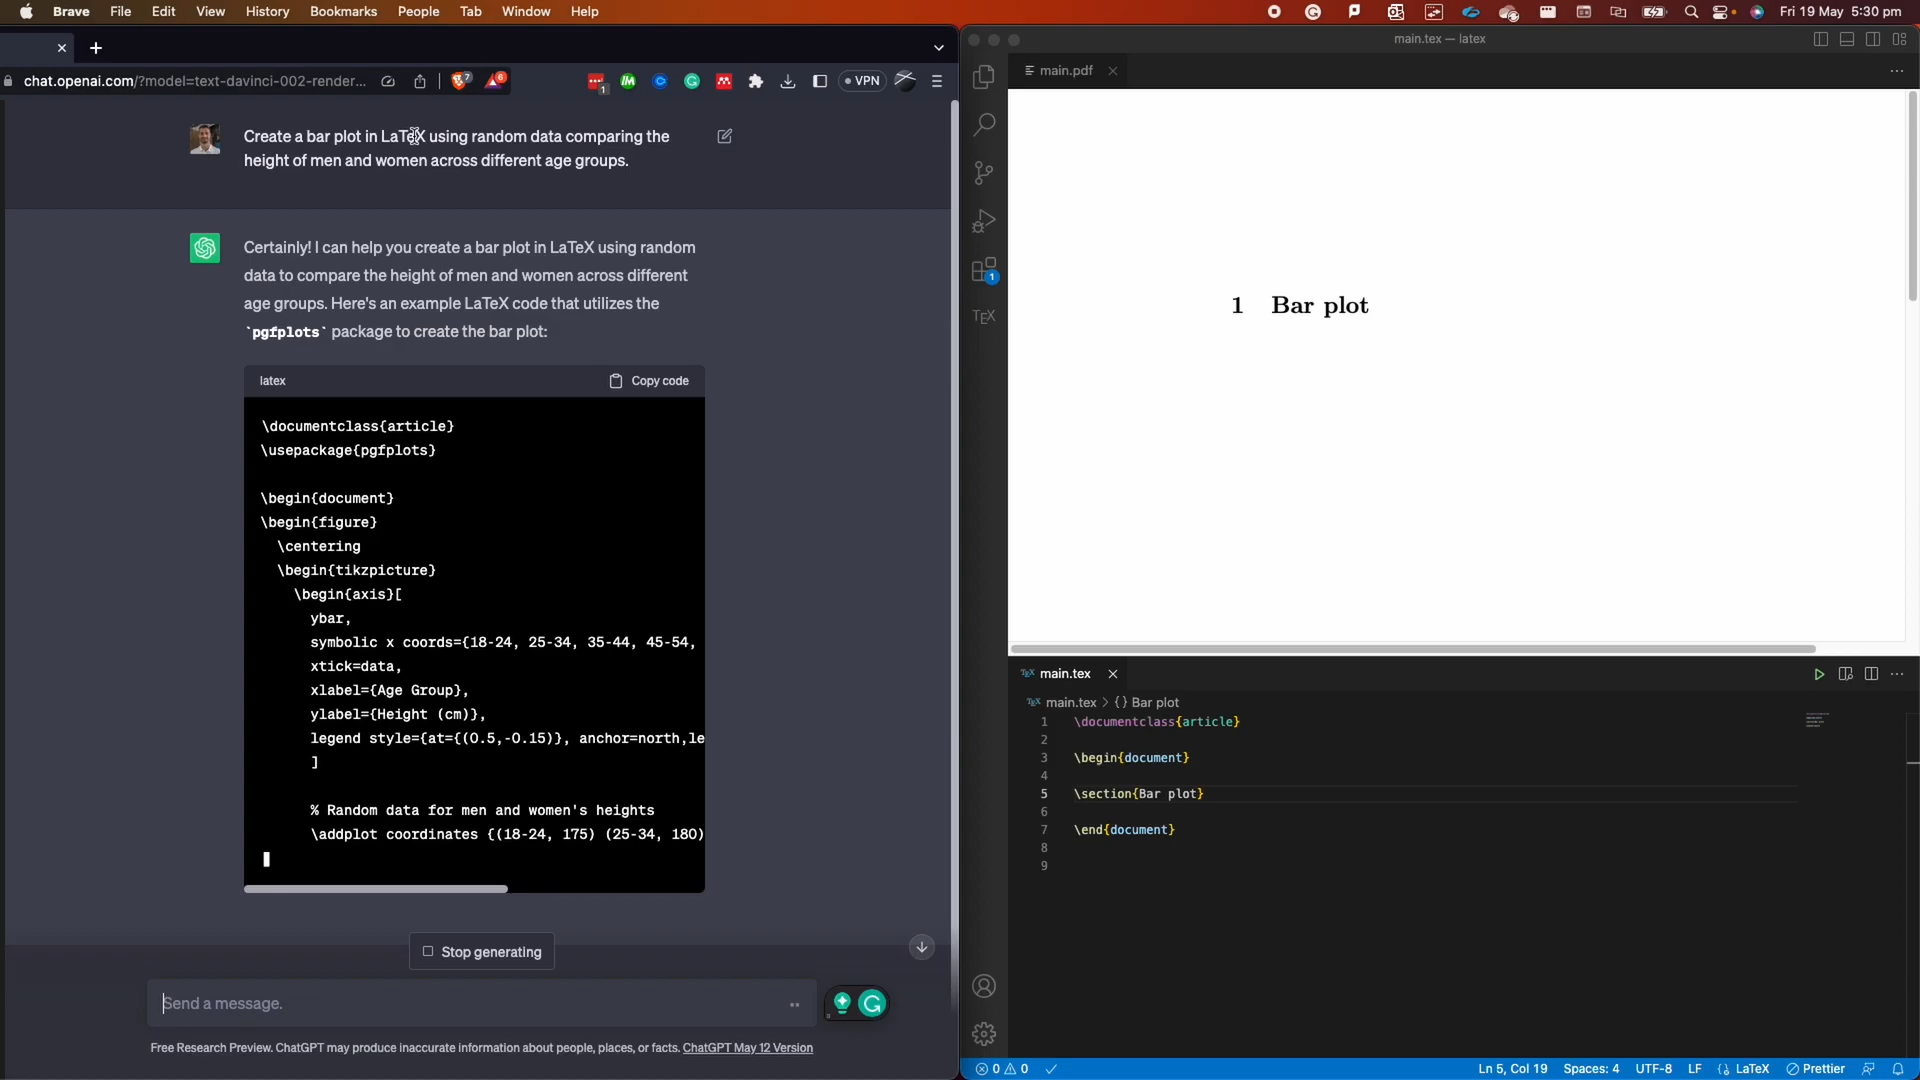 Brave File Edit View History Bookmarks People Tab Window Help
Fri 19 May 5:30 pm
chat.openai.com/?model=text-davinci-002-render...
7
6
1
VPN
Create a bar plot in LaTeX using random data comparing the
height of men and women across different age groups.
Certainly! I can help you create a bar plot in LaTeX using random
data to compare the height of men and women across different
age groups. Here's an example LaTeX code that utilizes the
`pgfplots` package to create the bar plot:
latex
Copy code
\documentclass{article}
\usepackage{pgfplots}
\begin{document}
\begin{figure}
\centering
\begin{tikzpicture}
\begin{axis}[
ybar,
symbolic x coords={18-24, 25-34, 35-44, 45-54,
xtick=data,
xlabel={Age Group},
ylabel={Height (cm)},
legend style={at={(0.5,-0.15)}, anchor=north,le
]
% Random data for men and women's heights
\addplot coordinates {(18-24, 175) (25-34, 180)
Stop generating
Send a message.
Free Research Preview. ChatGPT may produce inaccurate information about people, places, or facts. ChatGPT May 12 Version
main.tex — latex
main.pdf
1
TEX
1 Bar plot
TEX main.tex
TEX main.tex > {} Bar plot
1 \documentclass{article}
2
3 \begin{document}
4
5 \section{Bar plot}
6
7 \end{document}
8
9
0 0
Ln 5, Col 19 Spaces: 4 UTF-8 LF {} LaTeX Prettier